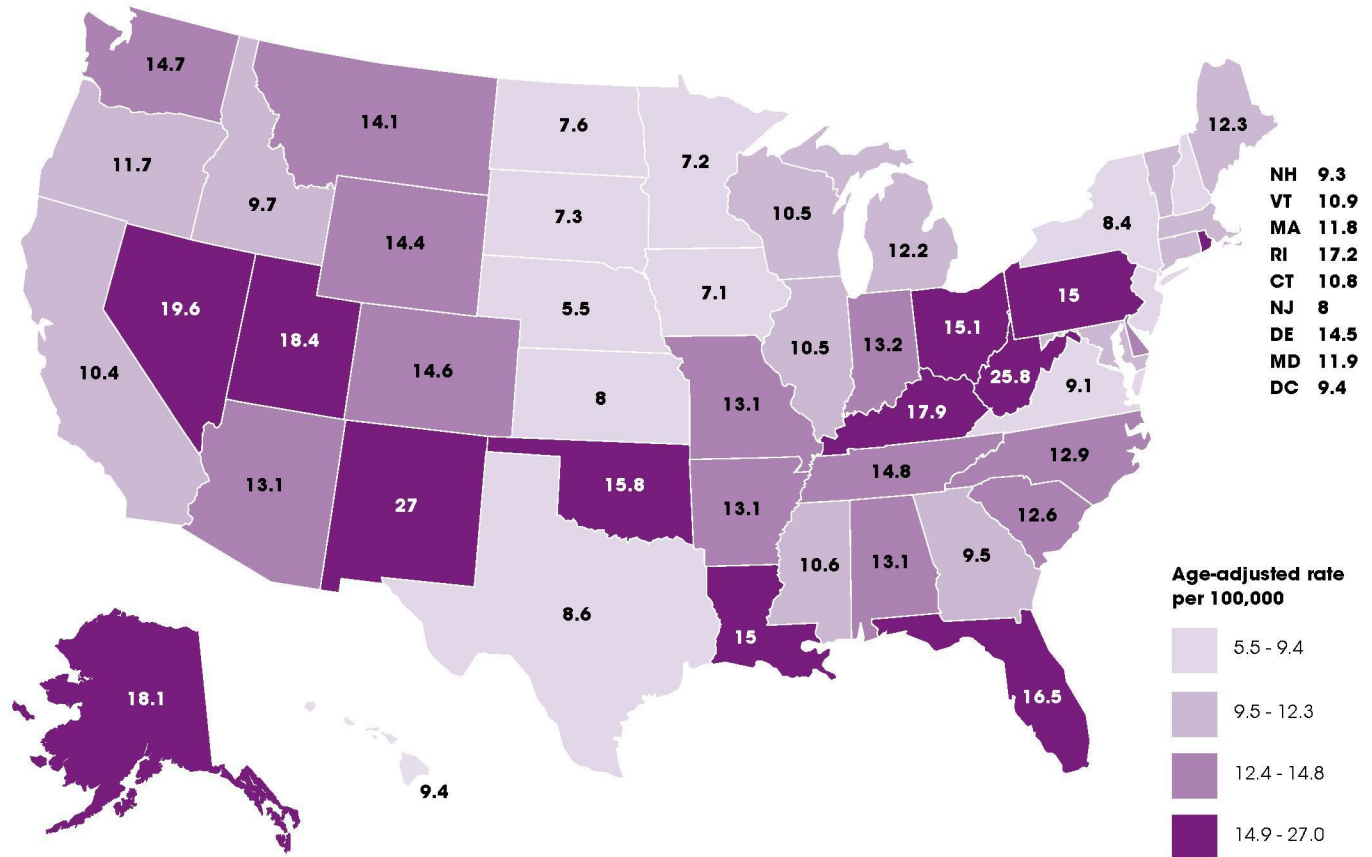 14.7
14.1
7.6
7.2
12.3
11.7
9.7
7.3
10.5
8.4
NH 9.3
VT 10.9
MA 11.8
RI 17.2
CT 10.8
NJ 8
DE 14.5
MD 11.9
DC 9.4
14.4
12.2
19.6
18.4
5.5
7.1
15
15.1
10.4
14.6
8
10.5
13.2
25.8
9.1
13.1
17.9
13.1
27
15.8
13.1
14.8
12.9
12.6
10.6
13.1
9.5
8.6
15
16.5
18.1
9.4
Age-adjusted rate
per 100,000
5.5 - 9.4
9.5 - 12.3
12.4 - 14.8
14.9 - 27.0